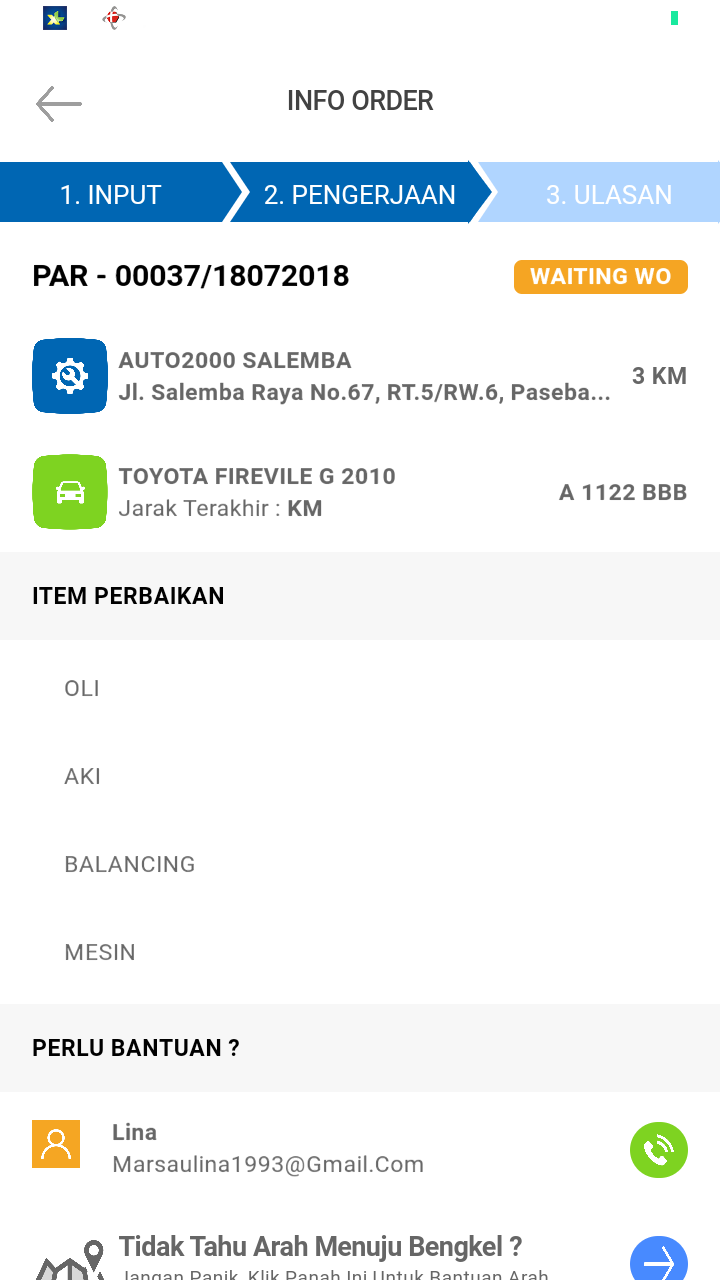 INFO ORDER
1. INPUT
2. PENGERJAAN
3. ULASAN
PAR - 00037/18072018
WAITING WO
AUTO2000 SALEMBA
Jl. Salemba Raya No.67, RT.5/RW.6, Paseba...
3 KM
TOYOTA FIREVILE G 2010
Jarak Terakhir : KM
A 1122 BBB
ITEM PERBAIKAN
OLI
AKI
BALANCING
MESIN
PERLU BANTUAN ?
Lina
Marsaulina1993@Gmail.Com
Tidak Tahu Arah Menuju Bengkel ?
Jangan Panik, Klik Panah Ini Untuk Bantuan Arah